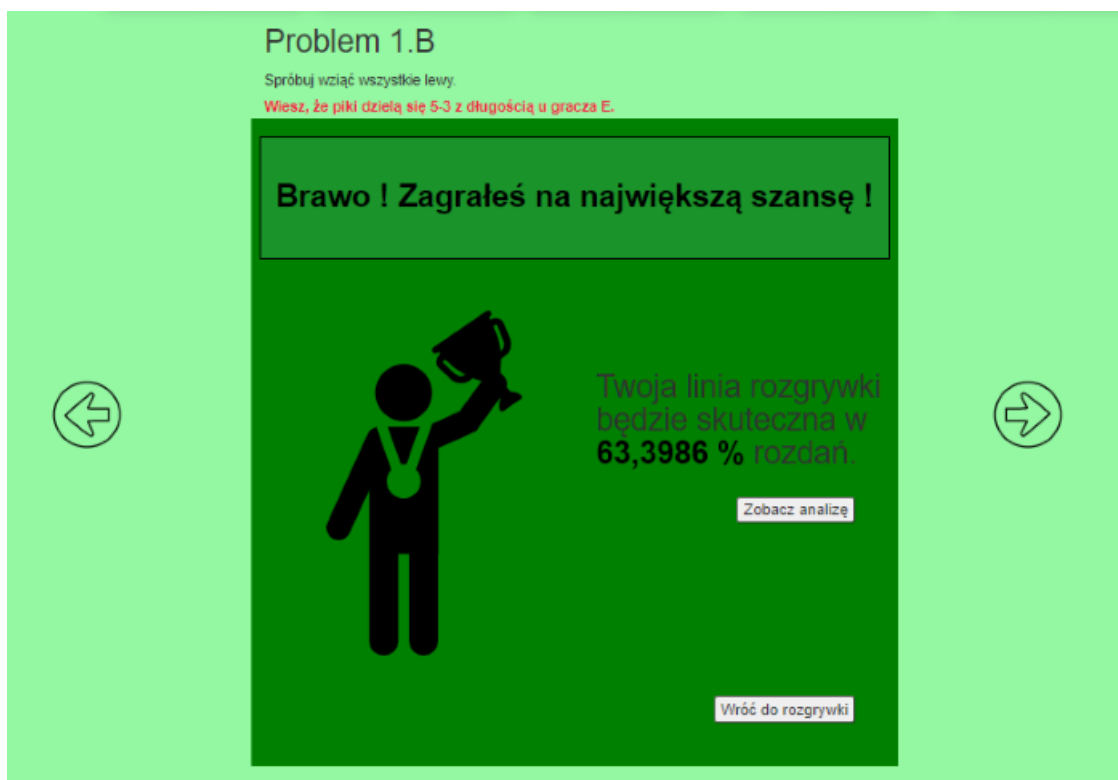 Problem 1.B
Spróbuj wziąć wszystkie lewy.
Wiesz, że piki dzielą się 5-3 z długością u gracza E.
Brawo ! Zagrałeś na największą szansę !
Twoja linia rozgrywki
będzie skuteczna w
63,3986 % rozdań.
Zobacz analizę
Wróć do rozgrywki